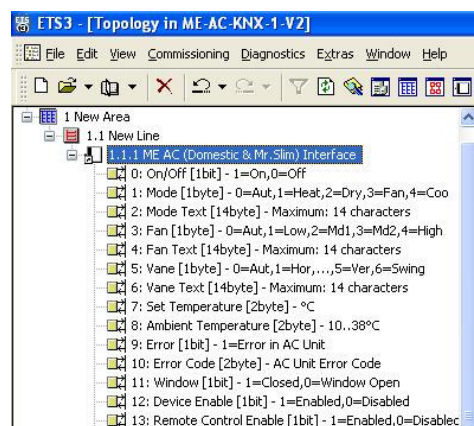 ETS3 - [Topology in ME-AC-KNX-1-V2]
File Edit View Commissioning Diagnostics Extras Window Help
1 New Area
1.1 New Line
1.1.1 ME AC (Domestic & Mr.Slim) Interface
0: On/Off [1bit] - 1=On,0=Off
1: Mode [1byte] - 0=Aut,1=Heat,2=Dry,3=Fan,4=Coo
2: Mode Text [14byte] - Maximum: 14 characters
3: Fan [1byte] - 0=Aut,1=Low,2=Md1,3=Md2,4=High
4: Fan Text [14byte] - Maximum: 14 characters
5: Vane [1byte] - 0=Aut,1=Hor,...,5=Ver,6=Swing
6: Vane Text [14byte] - Maximum: 14 characters
7: Set Temperature [2byte] - °C
8: Ambient Temperature [2byte] - 10..38°C
9: Error [1bit] - 1=Error in AC Unit
10: Error Code [2byte] - AC Unit Error Code
11: Window [1bit] - 1=Closed,0=Window Open
12: Device Enable [1bit] - 1=Enabled,0=Disabled
13: Remote Control Enable [1bit] - 1=Enabled,0=Disablec